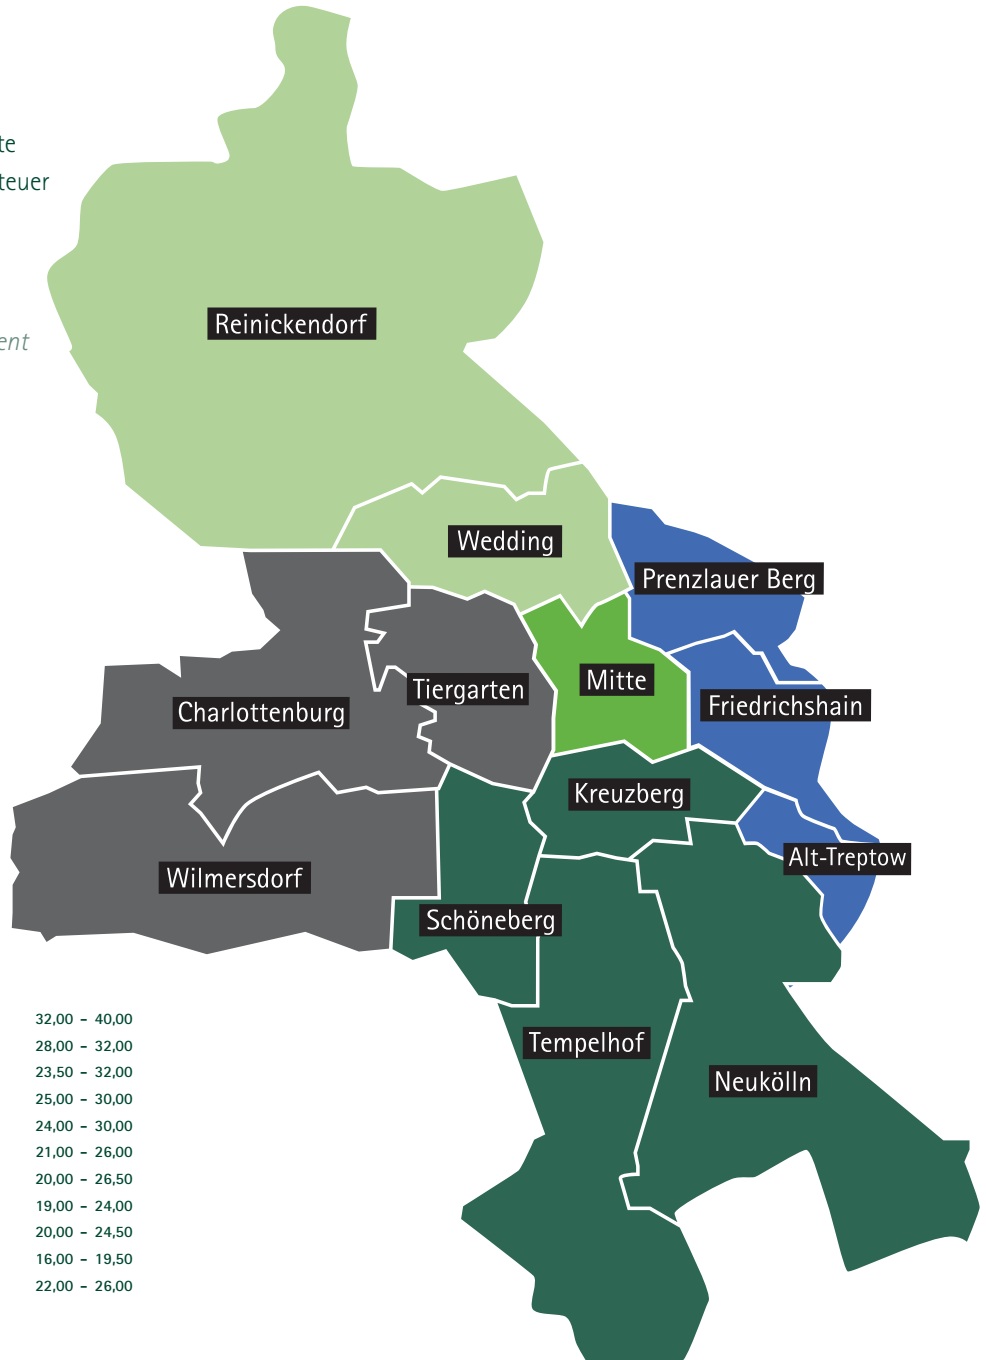 te
teuer
Reinickendorf
ent
Wedding
Prenzlauer Berg
Mitte
Tiergarten
Friedrichshain
Charlottenburg
Kreuzberg
Alt-Treptow
Wilmersdorf
Schöneberg
32,00 – 40,00
28,00 – 32,00
Tempelhof
23,50 – 32,00
Neukölln
25,00 – 30,00
24,00 – 30,00
21,00 – 26,00
20,00 – 26,50
19,00 – 24,00
20,00 – 24,50
16,00 – 19,50
22,00 – 26,00